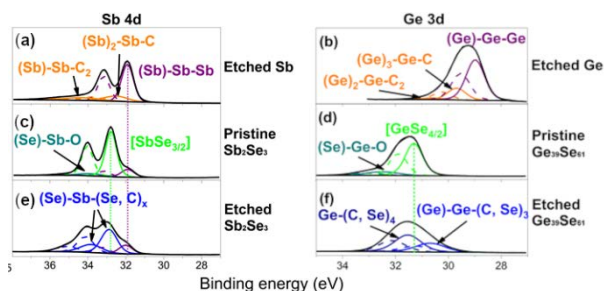 Sb 4d
Ge 3d
(a)
(Sb)₂-Sb-C
(Sb)-Sb-C₂
(Sb)-Sb-Sb
Etched Sb
(b)
(Ge)-Ge-Ge
(Ge)₃-Ge-C
(Ge)₂-Ge-C₂
Etched Ge
(c)
(Se)-Sb-O
[SbSe₃/₂]
Pristine
Sb₂Se₃
(d)
[GeSe₄/₂]
(Se)-Ge-O
Pristine
Ge₃₉Se₆₁
(e)
(Se)-Sb-(Se, C)ₓ
Etched
Sb₂Se₃
(f)
Ge-(C, Se)₄
(Ge)-Ge-(C, Se)₃
Etched
Ge₃₉Se₆₁
34 32 30 28
34 32 30 28
Binding energy (eV)